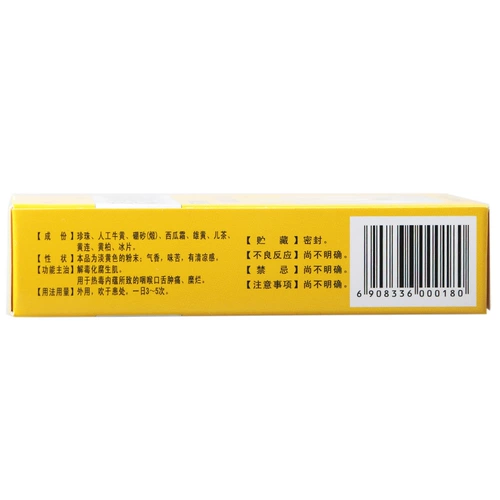 【成份】珍珠、人工牛黄、硼砂(煅)、西瓜霜、雄黄、儿茶、
黄连、黄柏、冰片。
【性状】本品为淡黄色的粉末；气香，味苦、有清凉感。
【功能主治】解毒化腐生肌。
用于热毒内蕴所致的咽喉口舌肿痛、糜烂。
【用法用量】外用，吹于患处，一日3～5次。
【贮藏】密封。
【不良反应】尚不明确。
【禁忌】尚不明确。
【注意事项】尚不明确。
6 908336 000180